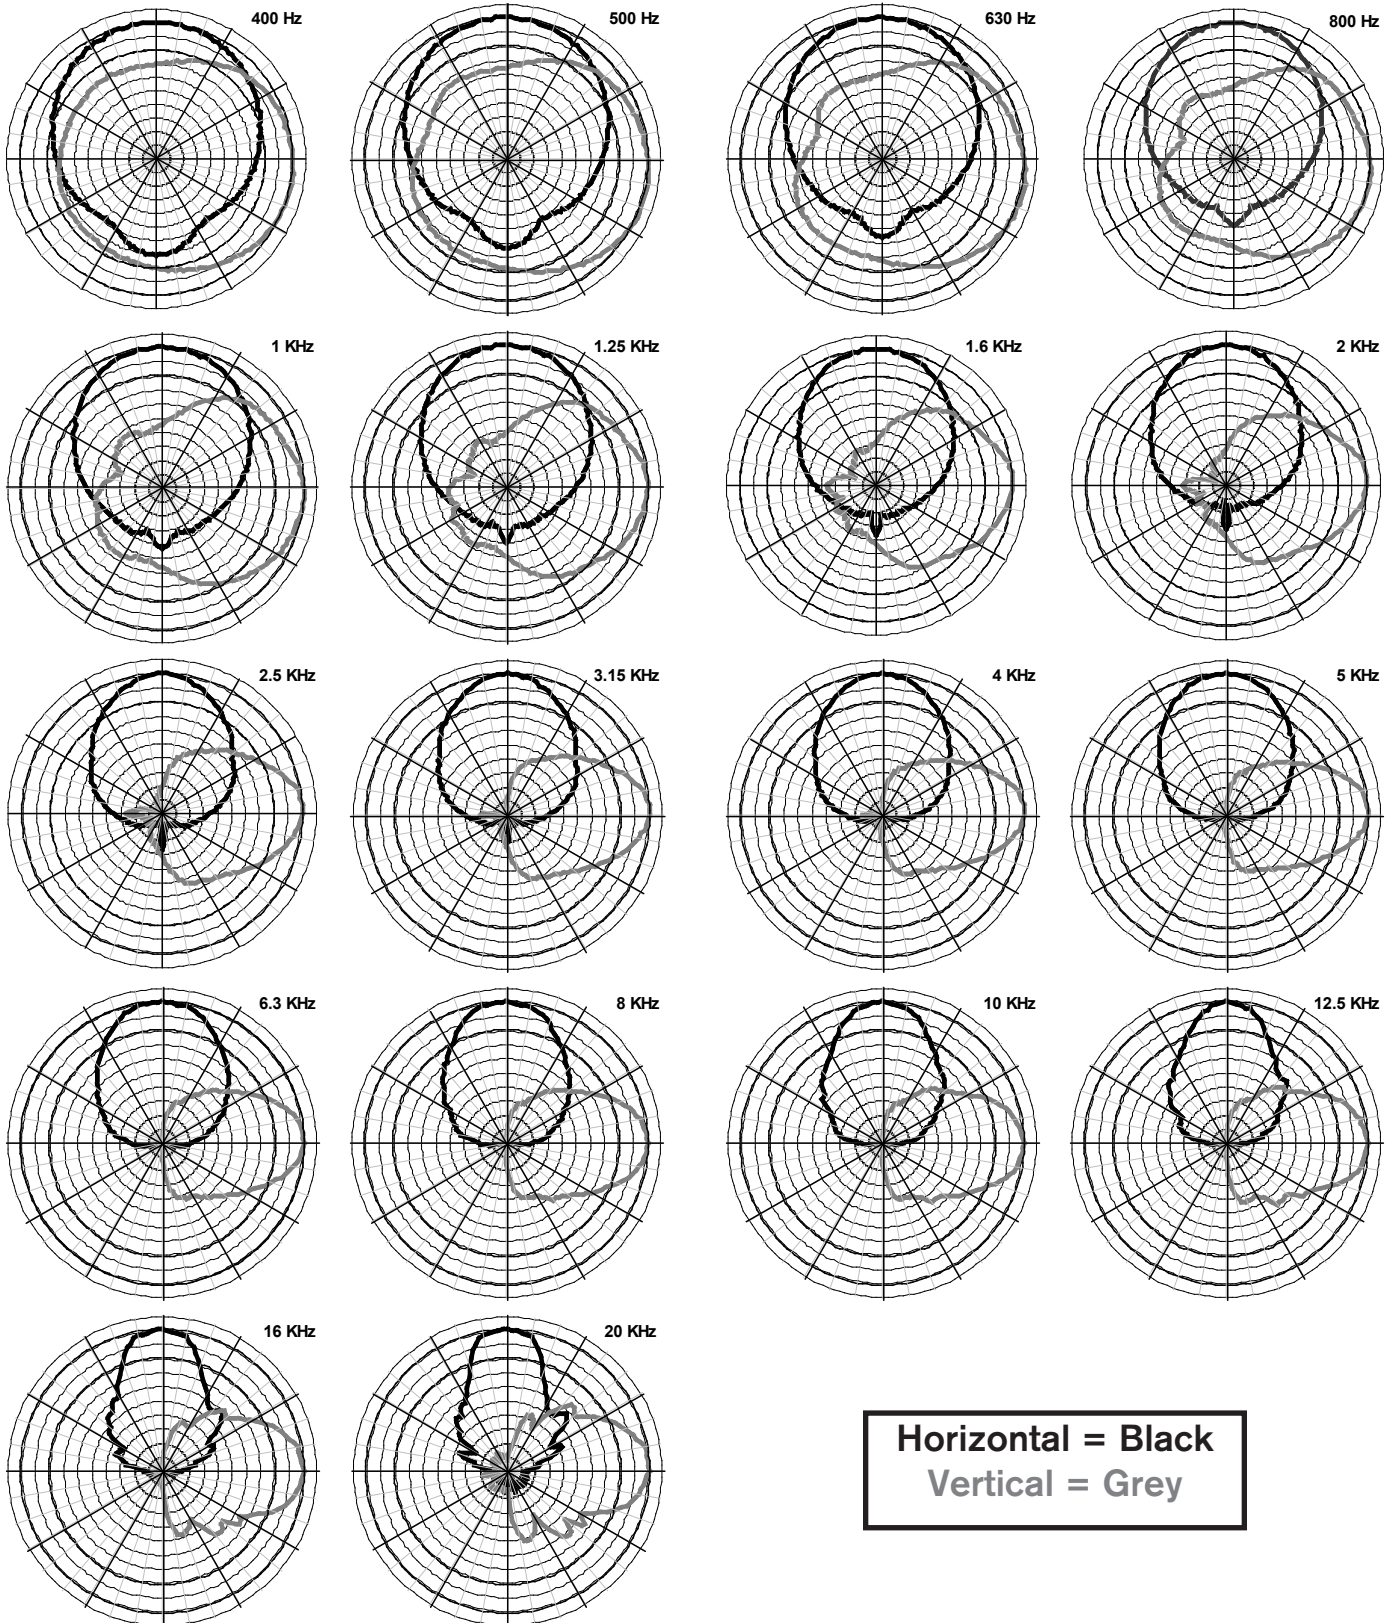 400 Hz
500 Hz
630 Hz
800 Hz
1 KHz
1.25 KHz
1.6 KHz
2 KHz
2.5 KHz
3.15 KHz
4 KHz
5 KHz
6.3 KHz
8 KHz
10 KHz
12.5 KHz
16 KHz
20 KHz
Horizontal = Black
Vertical = Grey